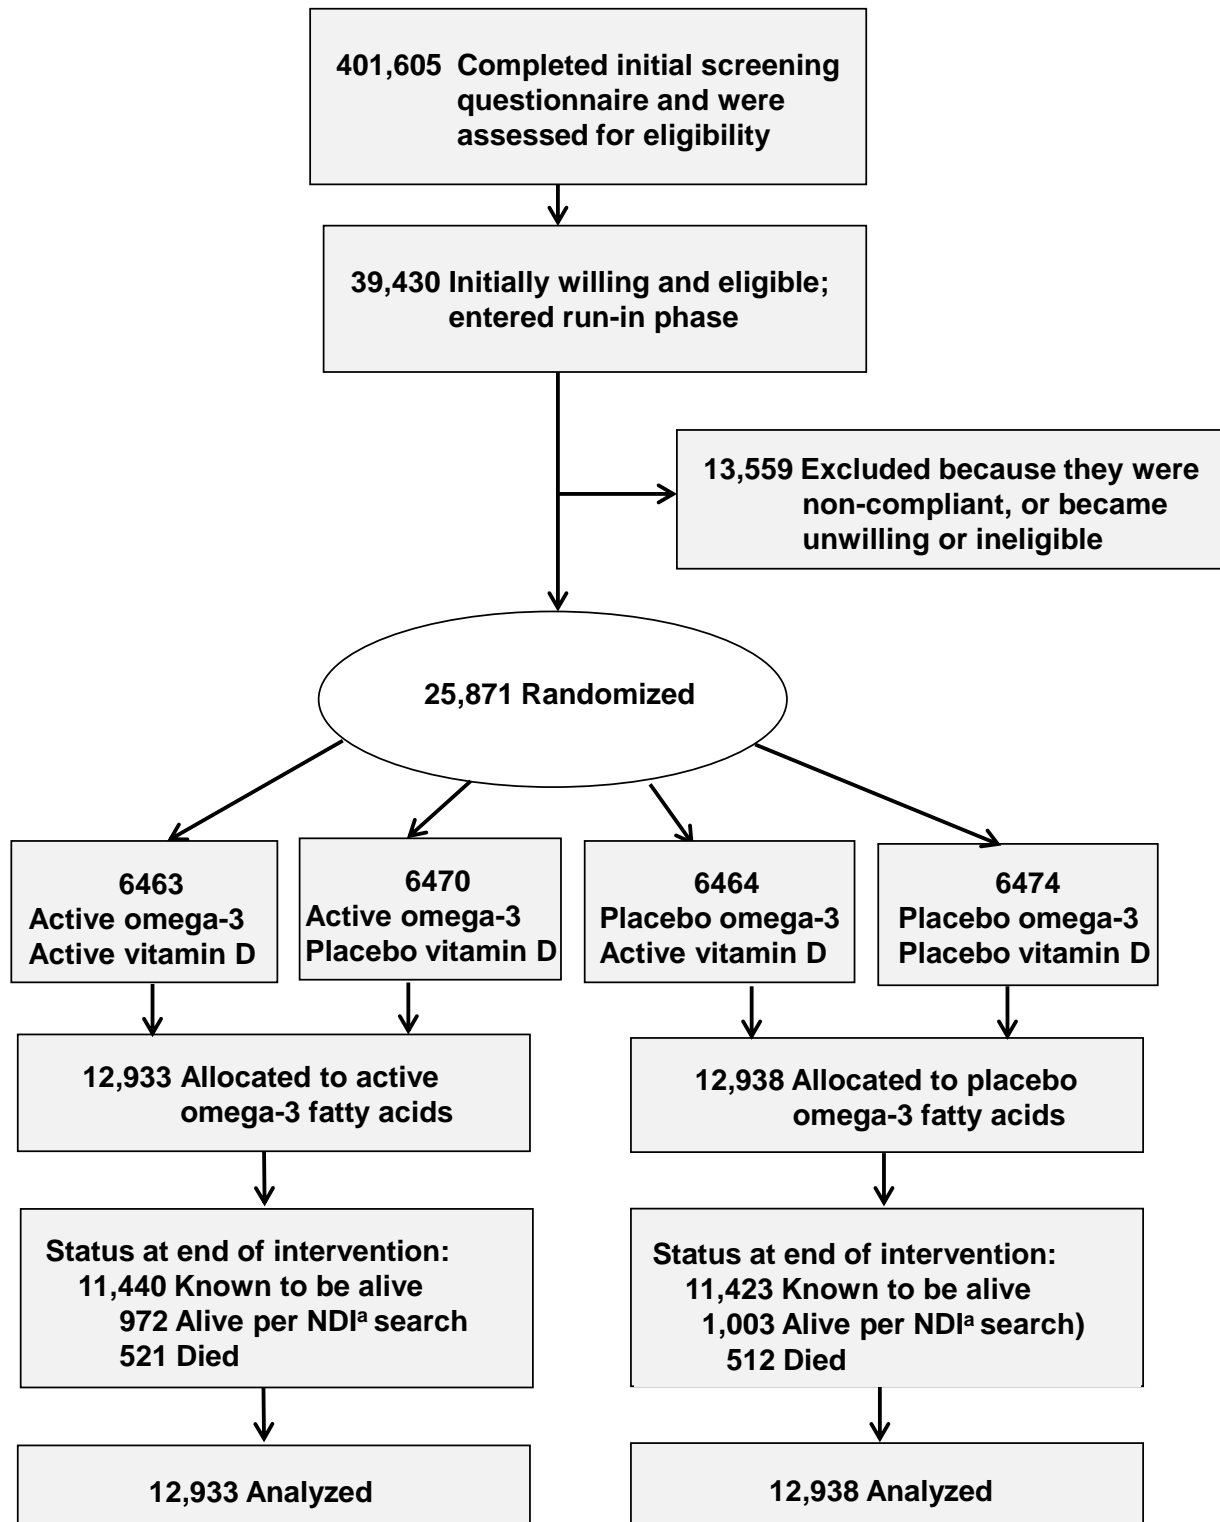 401,605 Completed initial screening
questionnaire and were
assessed for eligibility
39,430 Initially willing and eligible;
entered run-in phase
13,559 Excluded because they were
non-compliant, or became
unwilling or ineligible
25,871 Randomized
6463
Active omega-3
Active vitamin D
6470
Active omega-3
Placebo vitamin D
6464
Placebo omega-3
Active vitamin D
6474
Placebo omega-3
Placebo vitamin D
12,933 Allocated to active
omega-3 fatty acids
12,938 Allocated to placebo
omega-3 fatty acids
Status at end of intervention:
11,440 Known to be alive
972 Alive per NDIᵃ search
521 Died
Status at end of intervention:
11,423 Known to be alive
1,003 Alive per NDIᵃ search)
512 Died
12,933 Analyzed
12,938 Analyzed